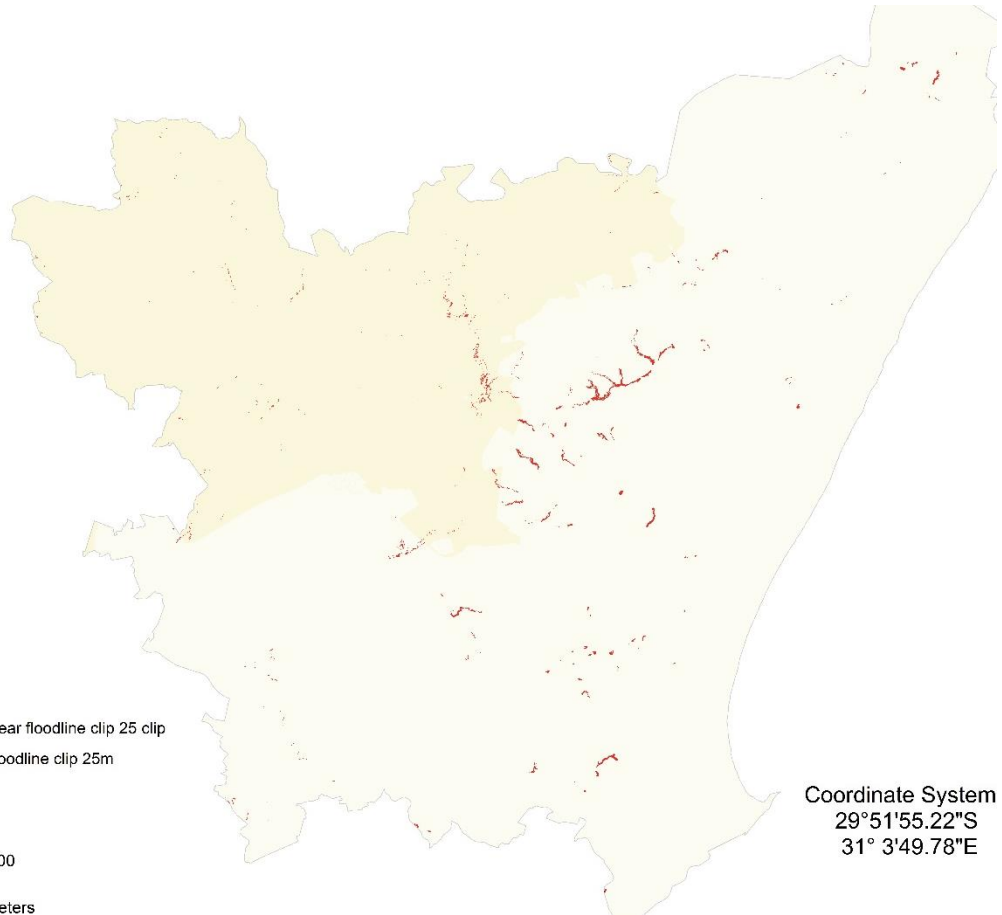 ear floodline clip 25 clip
oodline clip 25m
00
eters
Coordinate System
29°51'55.22"S
31° 3'49.78"E